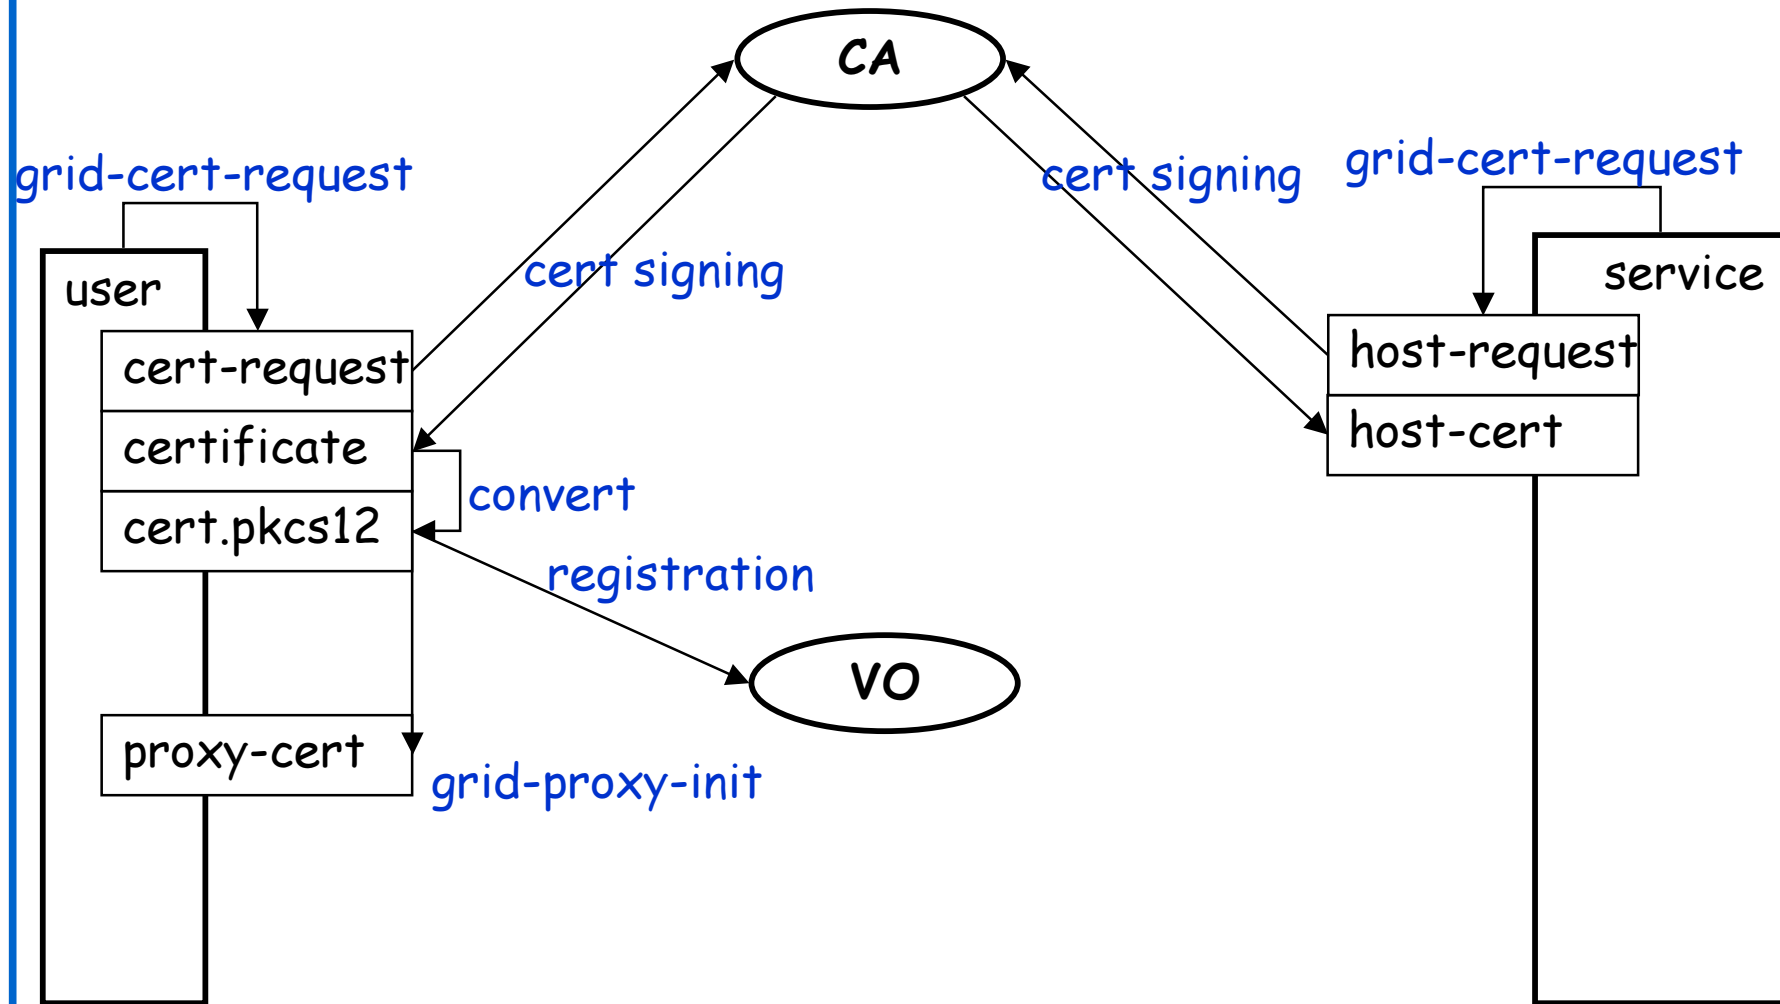 CA
grid-cert-request
cert signing
grid-cert-request
user
cert signing
service
cert-request
host-request
certificate
host-cert
convert
cert.pkcs12
registration
VO
proxy-cert
grid-proxy-init